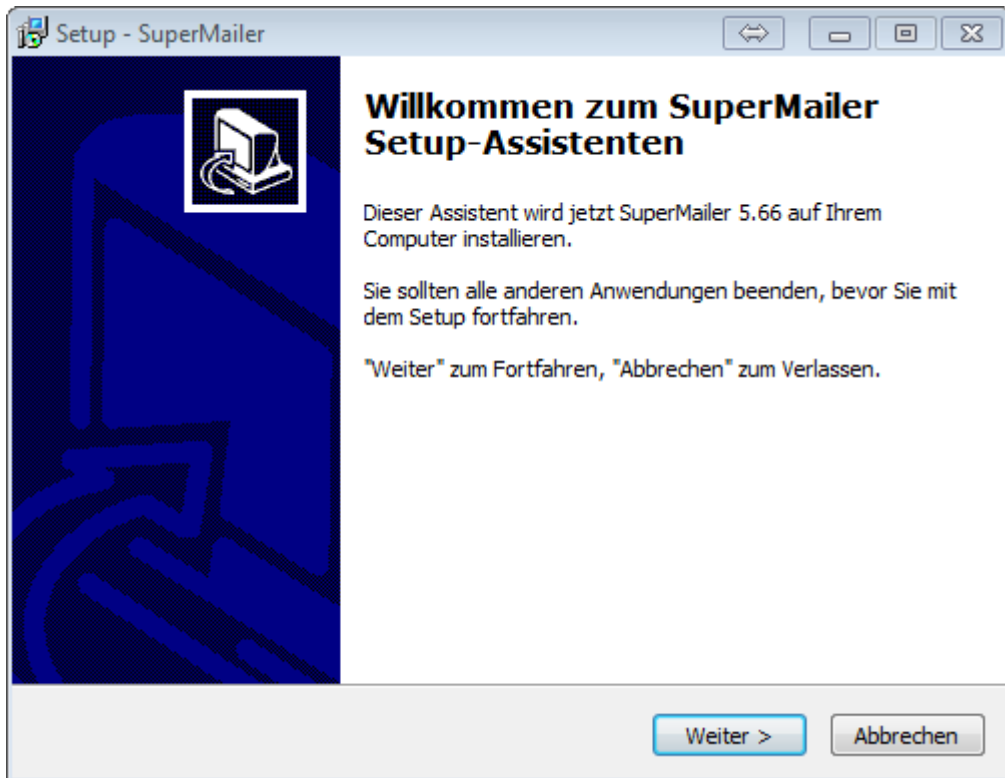 Setup - SuperMailer
Willkommen zum SuperMailer
Setup-Assistenten
Dieser Assistent wird jetzt SuperMailer 5.66 auf Ihrem
Computer installieren.
Sie sollten alle anderen Anwendungen beenden, bevor Sie mit
dem Setup fortfahren.
"Weiter" zum Fortfahren, "Abbrechen" zum Verlassen.
Weiter >
Abbrechen